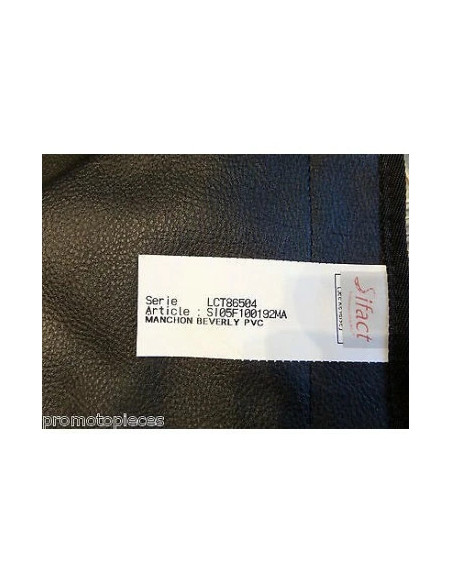 Serie LCT86504
Article : SI05F100192MA
MANCHON BEVERLY PVC
Sifact
promotopieces